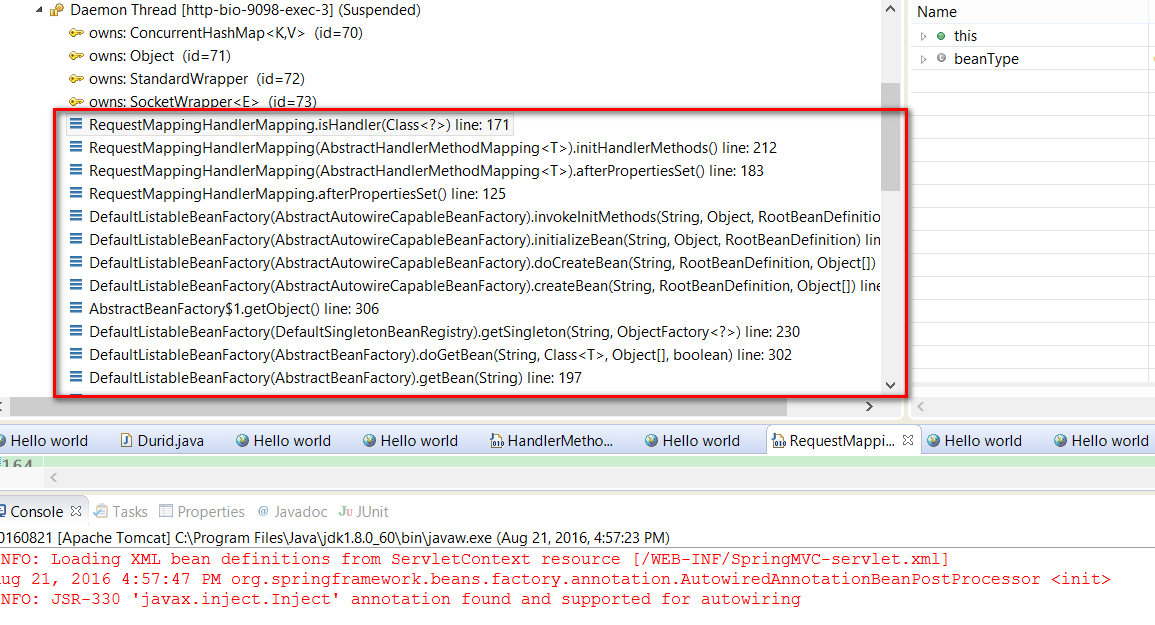 Daemon Thread [http-bio-9098-exec-3] (Suspended)
owns: ConcurrentHashMap<K,V> (id=70)
owns: Object (id=71)
owns: StandardWrapper (id=72)
owns: SocketWrapper<E> (id=73)
RequestMappingHandlerMapping.isHandler(Class<?>) line: 171
RequestMappingHandlerMapping(AbstractHandlerMethodMapping<T>).initHandlerMethods() line: 212
RequestMappingHandlerMapping(AbstractHandlerMethodMapping<T>).afterPropertiesSet() line: 183
RequestMappingHandlerMapping.afterPropertiesSet() line: 125
DefaultListableBeanFactory(AbstractAutowireCapableBeanFactory).invokeInitMethods(String, Object, RootBeanDefinitio
DefaultListableBeanFactory(AbstractAutowireCapableBeanFactory).initializeBean(String, Object, RootBeanDefinition) lin
DefaultListableBeanFactory(AbstractAutowireCapableBeanFactory).doCreateBean(String, RootBeanDefinition, Object[])
DefaultListableBeanFactory(AbstractAutowireCapableBeanFactory).createBean(String, RootBeanDefinition, Object[]) line
AbstractBeanFactory$1.getObject() line: 306
DefaultListableBeanFactory(DefaultSingletonBeanRegistry).getSingleton(String, ObjectFactory<?>) line: 230
DefaultListableBeanFactory(AbstractBeanFactory).doGetBean(String, Class<T>, Object[], boolean) line: 302
DefaultListableBeanFactory(AbstractBeanFactory).getBean(String) line: 197
Name
this
beanType
Hello world Durid.java Hello world Hello world HandlerMetho... Hello world RequestMappi... Hello world Hello world
164
Console Tasks Properties @ Javadoc Ju JUnit
0160821 [Apache Tomcat] C:\Program Files\Java\jdk1.8.0_60\bin\javaw.exe (Aug 21, 2016, 4:57:23 PM)
NFO: Loading XML bean definitions from ServletContext resource [/WEB-INF/SpringMVC-servlet.xml]
ug 21, 2016 4:57:47 PM org.springframework.beans.factory.annotation.AutowiredAnnotationBeanPostProcessor <init>
NFO: JSR-330 'javax.inject.Inject' annotation found and supported for autowiring